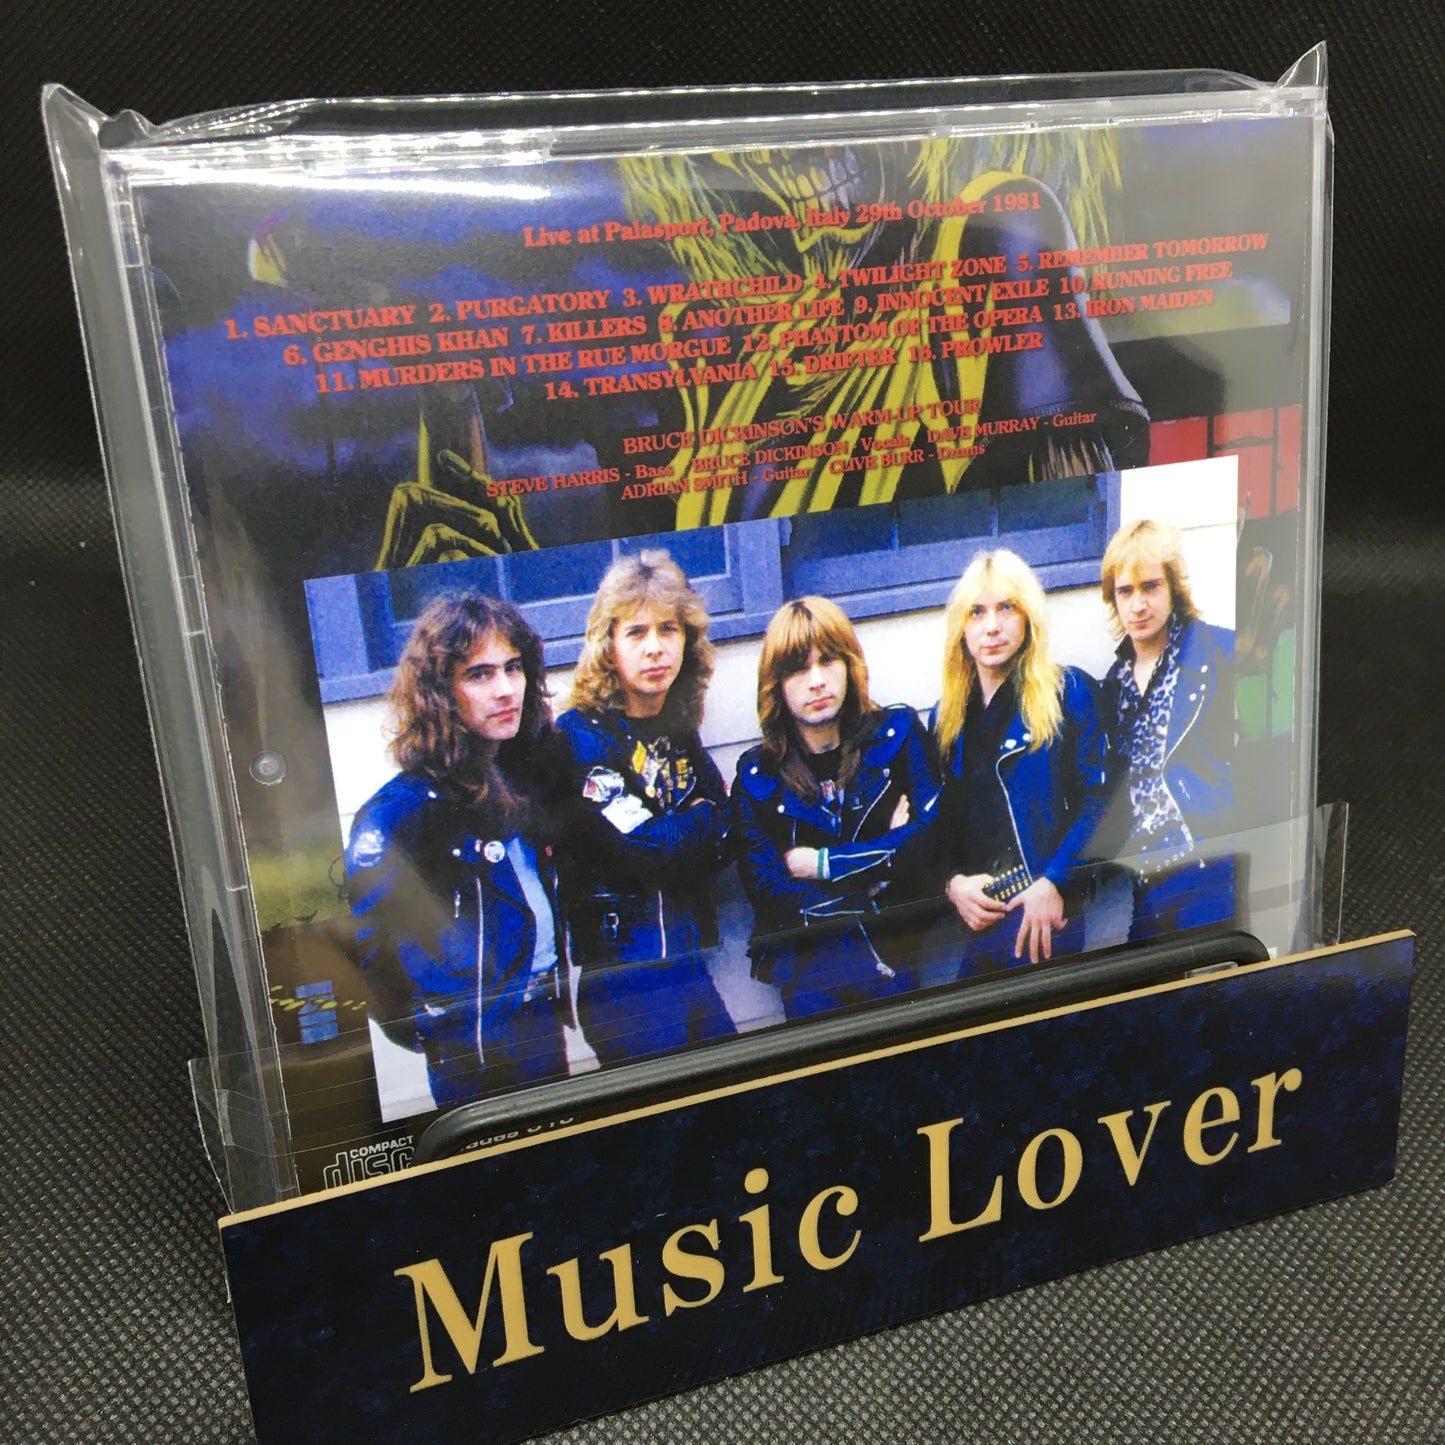 Live at Palasport, Padova, Italy 29th October 1981
1. SANCTUARY 2. PURGATORY 3. WRATHCHILD 4. TWILIGHT ZONE 5. REMEMBER TOMORROW
6. GENGHIS KHAN 7. KILLERS 8. ANOTHER LIFE 9. INNOCENT EXILE 10. RUNNING FREE
11. MURDERS IN THE RUE MORGUE 12. PHANTOM OF THE OPERA 13. IRON MAIDEN
14. TRANSYLVANIA 15. DRIFTER 16. PROWLER
BRUCE DICKINSON'S WARM-UP TOUR
STEVE HARRIS - Bass BRUCE DICKINSON - Vocals DAVE MURRAY - Guitar
ADRIAN SMITH - Guitar CLIVE BURR - Drums
COMPACT
disc
Music Lover